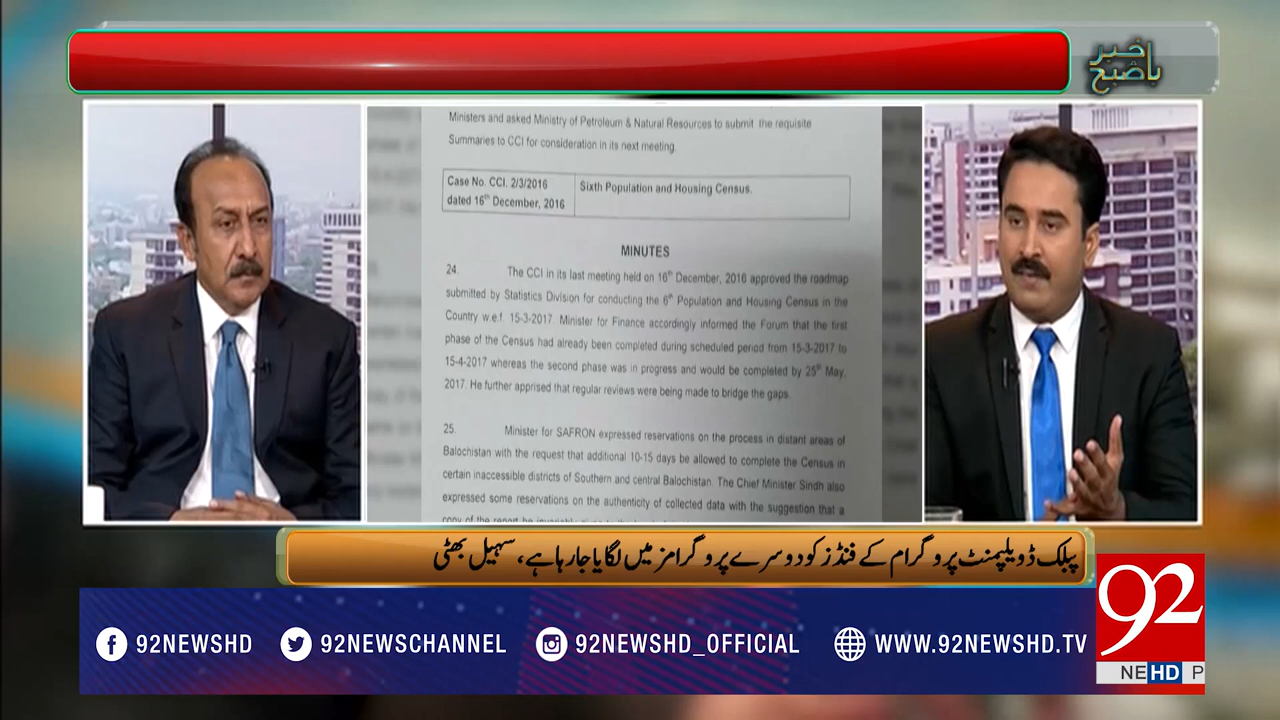 باخبر صبح
Ministers and asked Ministry of Petroleum & Natural Resources to submit the requisite
Summaries to CCI for consideration in its next meeting.
Case No. CCI. 2/3/2016
dated 16th December, 2016
Sixth Population and Housing Census.
MINUTES
24. The CCI in its last meeting held on 16th December, 2016 approved the roadmap
submitted by Statistics Division for conducting the 6th Population and Housing Census in the
Country w.e.f. 15-3-2017. Minister for Finance accordingly informed the Forum that the first
phase of the Census had already been completed during scheduled period from 15-3-2017 to
15-4-2017 whereas the second phase was in progress and would be completed by 25th May,
2017. He further apprised that regular reviews were being made to bridge the gaps.
25. Minister for SAFRON expressed reservations on the process in distant areas of
Balochistan with the request that additional 10-15 days be allowed to complete the Census in
certain inaccessible districts of Southern and central Balochistan. The Chief Minister Sindh also
expressed some reservations on the authenticity of collected data with the suggestion that a
copy of the report be
پبلک ڈویلپمنٹ پروگرام کے فنڈز کو دوسرے پروگرامز میں لگایا جا رہا ہے، سہیل بھٹی
92NEWSHD
92NEWSCHANNEL
92NEWSHD_OFFICIAL
WWW.92NEWSHD.TV
92
NE HD P